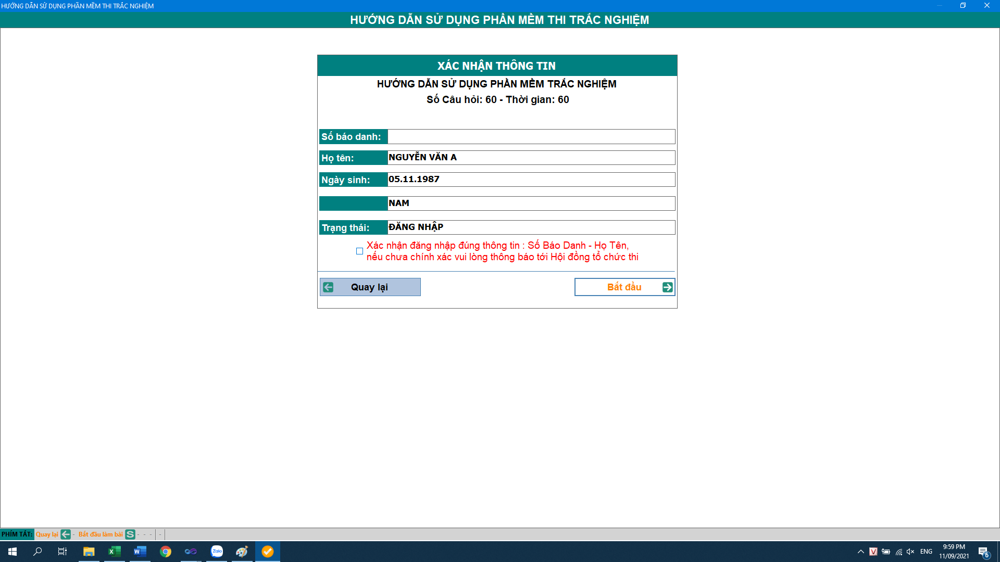 HƯỚNG DẪN SỬ DỤNG PHẦN MỀM THI TRẮC NGHIỆM
HƯỚNG DẪN SỬ DỤNG PHẦN MỀM THI TRẮC NGHIỆM
XÁC NHẬN THÔNG TIN
HƯỚNG DẪN SỬ DỤNG PHẦN MỀM TRẮC NGHIỆM
Số Câu hỏi: 60 - Thời gian: 60
Số báo danh:
Họ tên: NGUYỄN VĂN A
Ngày sinh: 05.11.1987
NAM
Trạng thái: ĐĂNG NHẬP
Xác nhận đăng nhập đúng thông tin : Số Báo Danh - Họ Tên,
nếu chưa chính xác vui lòng thông báo tới Hội đồng tổ chức thi
Quay lại
Bắt đầu
PHÍM TẮT: Quay lại - Bắt đầu làm bài S - - - -
Zalo
V ENG 9:59 PM
11/09/2021
6